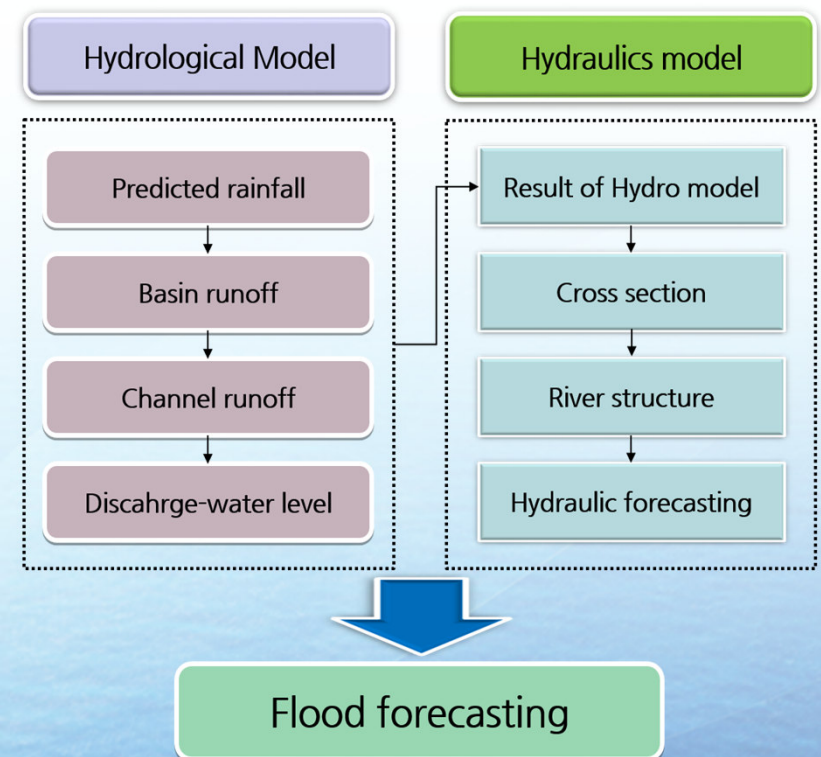 Hydrological Model
Predicted rainfall
Basin runoff
Channel runoff
Discahrge-water level
Hydraulics model
Result of Hydro model
Cross section
River structure
Hydraulic forecasting
Flood forecasting